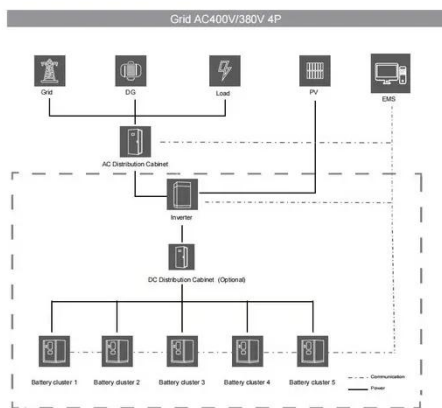 Grid AC400V/380V 4P
Grid
DG
Load
PV
EMS
AC Distribution Cabinet
Inverter
DC Distribution Cabinet (Optional)
Battery cluster 1
Battery cluster 2
Battery cluster 3
Battery cluster 4
Battery cluster 5
Communication
Power